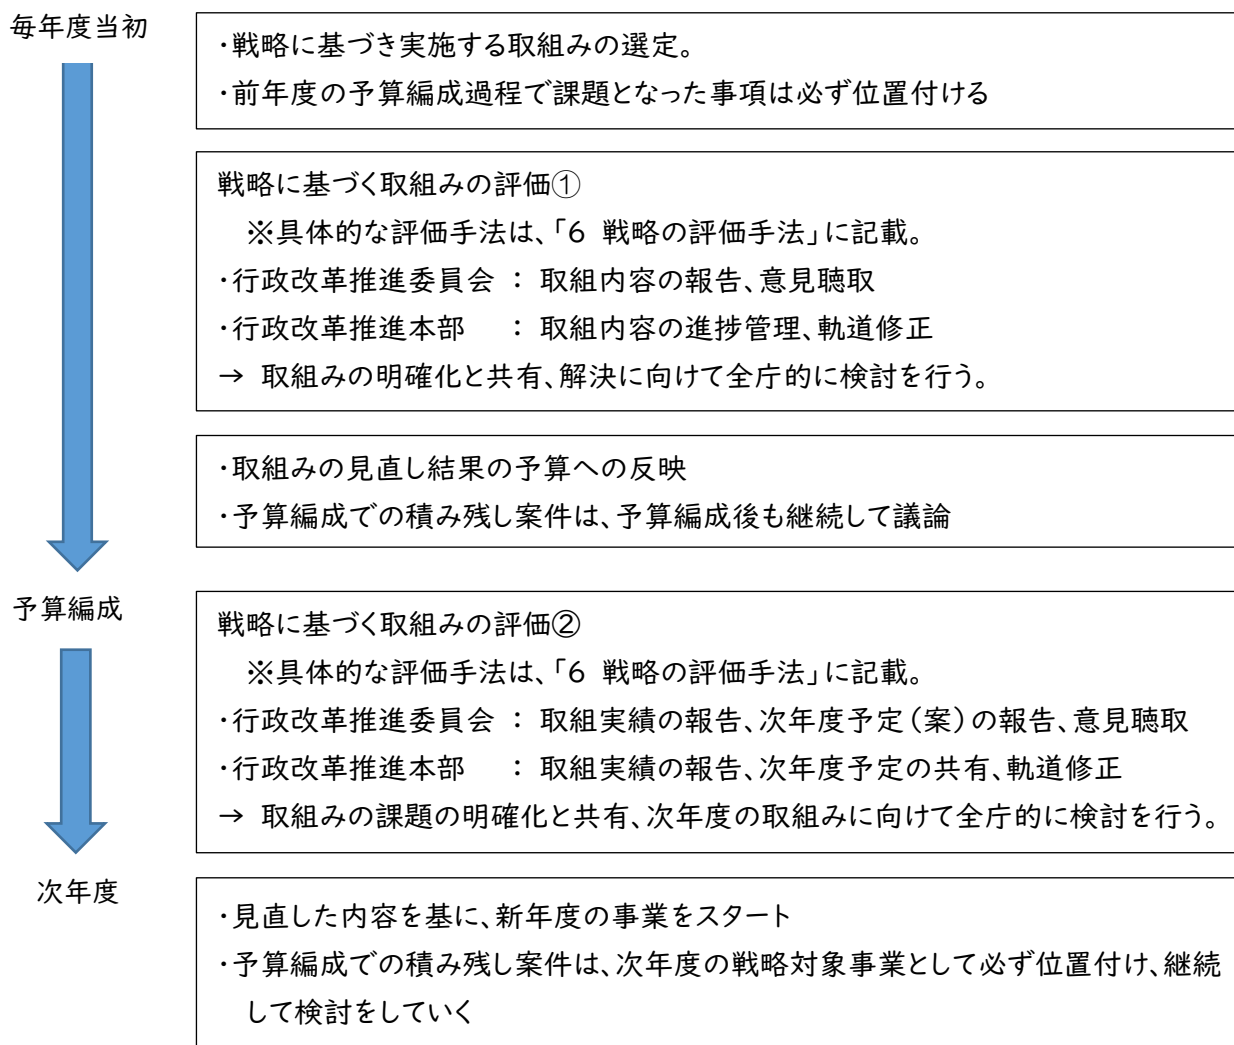 毎年度当初
・戦略に基づき実施する取組みの選定。
・前年度の予算編成過程で課題となった事項は必ず位置付ける
戦略に基づく取組みの評価①
※具体的な評価手法は、「6 戦略の評価手法」に記載。
・行政改革推進委員会 : 取組内容の報告、意見聴取
・行政改革推進本部 : 取組内容の進捗管理、軌道修正
→ 取組みの明確化と共有、解決に向けて全庁的に検討を行う。
・取組みの見直し結果の予算への反映
・予算編成での積み残し案件は、予算編成後も継続して議論
予算編成
戦略に基づく取組みの評価②
※具体的な評価手法は、「6 戦略の評価手法」に記載。
・行政改革推進委員会 : 取組実績の報告、次年度予定(案)の報告、意見聴取
・行政改革推進本部 : 取組実績の報告、次年度予定の共有、軌道修正
→ 取組みの課題の明確化と共有、次年度の取組みに向けて全庁的に検討を行う。
次年度
・見直した内容を基に、新年度の事業をスタート
・予算編成での積み残し案件は、次年度の戦略対象事業として必ず位置付け、継続
して検討をしていく